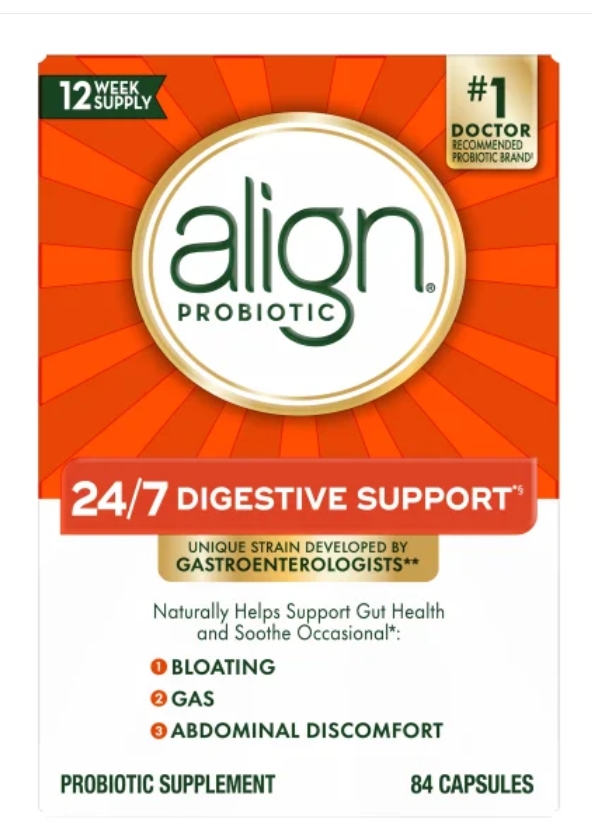 12 WEEK
SUPPLY
#1
DOCTOR
RECOMMENDED
PROBIOTIC BRAND†
align®
PROBIOTIC
24/7 DIGESTIVE SUPPORT*§
UNIQUE STRAIN DEVELOPED BY
GASTROENTEROLOGISTS**
Naturally Helps Support Gut Health
and Soothe Occasional*:
1 BLOATING
2 GAS
3 ABDOMINAL DISCOMFORT
PROBIOTIC SUPPLEMENT 84 CAPSULES